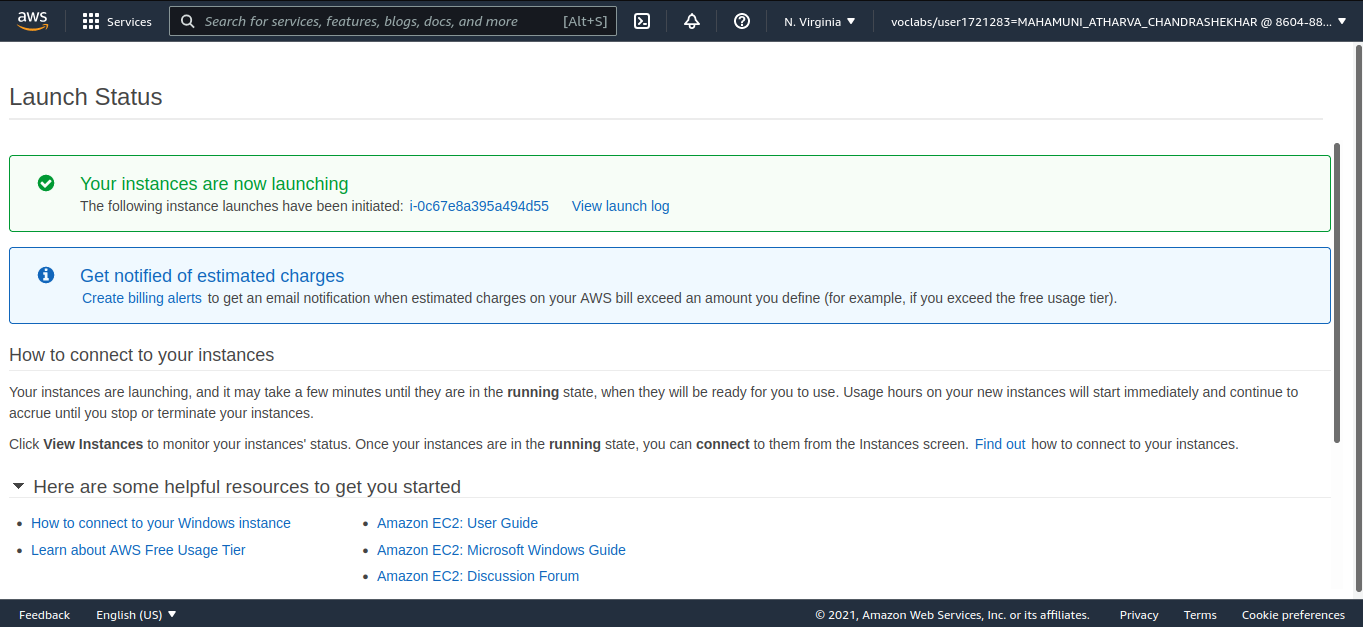 aws
Services
Search for services, features, blogs, docs, and more [Alt+S]
N. Virginia
voclabs/user1721283=MAHAMUNI_ATHARVA_CHANDRASHEKHAR @ 8604-88...
Launch Status
Your instances are now launching
The following instance launches have been initiated: i-0c67e8a395a494d55 View launch log
Get notified of estimated charges
Create billing alerts to get an email notification when estimated charges on your AWS bill exceed an amount you define (for example, if you exceed the free usage tier).
How to connect to your instances
Your instances are launching, and it may take a few minutes until they are in the running state, when they will be ready for you to use. Usage hours on your new instances will start immediately and continue to
accrue until you stop or terminate your instances.
Click View Instances to monitor your instances' status. Once your instances are in the running state, you can connect to them from the Instances screen. Find out how to connect to your instances.
Here are some helpful resources to get you started
• How to connect to your Windows instance
• Learn about AWS Free Usage Tier
• Amazon EC2: User Guide
• Amazon EC2: Microsoft Windows Guide
• Amazon EC2: Discussion Forum
Feedback English (US) © 2021, Amazon Web Services, Inc. or its affiliates. Privacy Terms Cookie preferences